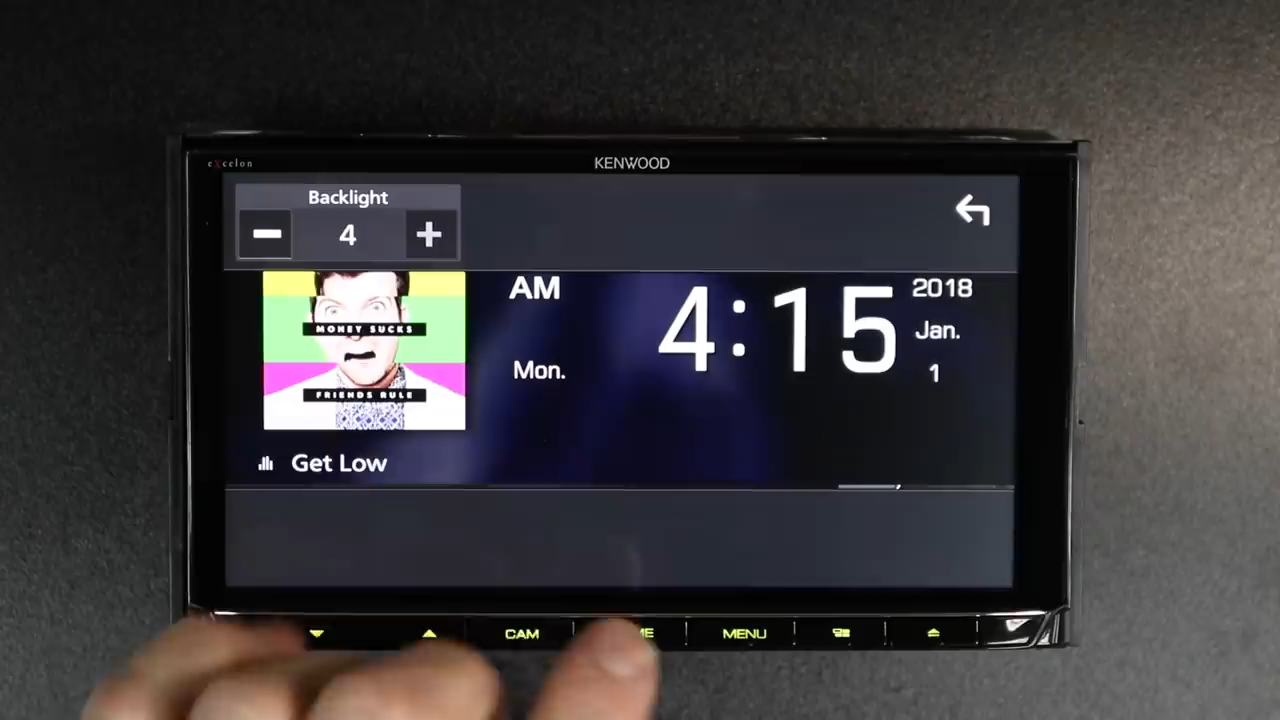 eXcelon
KENWOOD
Backlight
4
MONEY SUCKS
FRIENDS RULE
Get Low
AM
Mon.
4:15
2018
Jan.
1
CAM
MENU